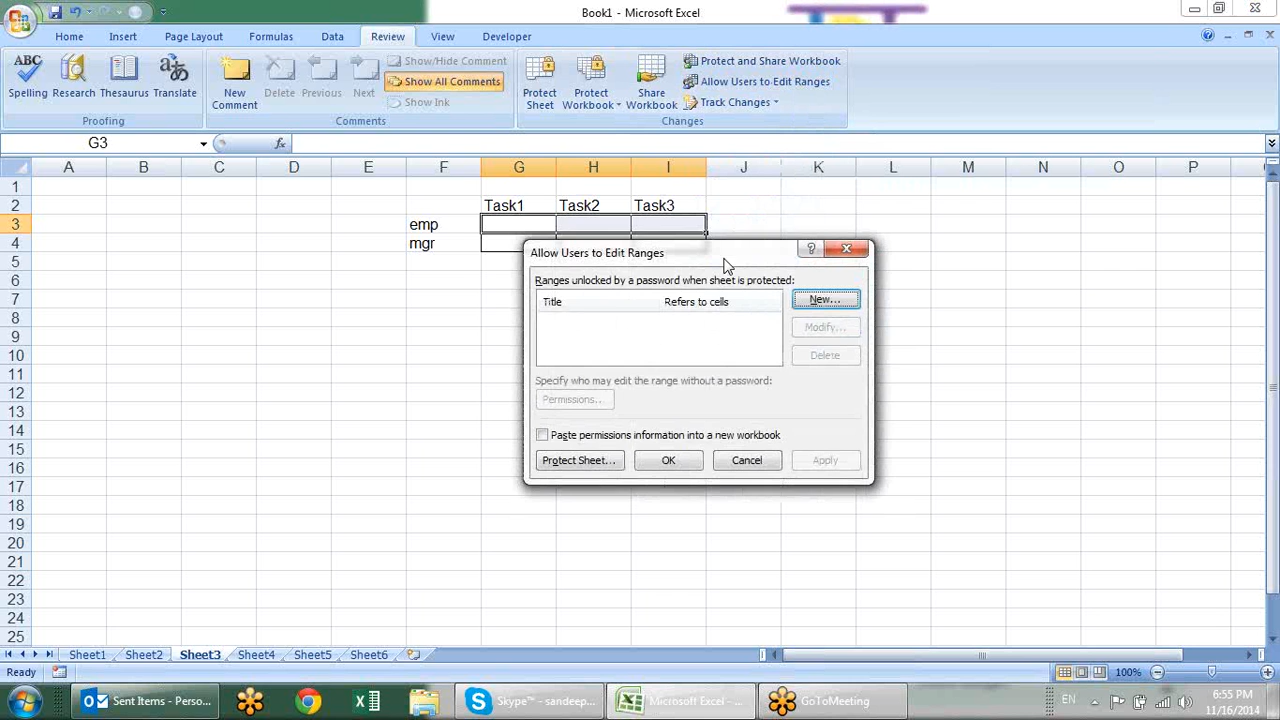 Book1 - Microsoft Excel
Home Insert Page Layout Formulas Data Review View Developer
ABC
Spelling Research Thesaurus Translate
Proofing
New Comment Delete Previous Next
Show/Hide Comment
Show All Comments
Show Ink
Comments
Protect Sheet Protect Workbook Share Workbook
Protect and Share Workbook
Allow Users to Edit Ranges
Track Changes
Changes
G3 fx
A B C D E F G H I J K L M N O P
1
2 Task1 Task2 Task3
3 emp
4 mgr
5
6
7
8
9
10
11
12
13
14
15
16
17
18
19
20
21
22
23
24
25
Allow Users to Edit Ranges
Ranges unlocked by a password when sheet is protected:
Title Refers to cells
New...
Modify...
Delete
Specify who may edit the range without a password:
Permissions...
Paste permissions information into a new workbook
Protect Sheet... OK Cancel Apply
Sheet1 Sheet2 Sheet3 Sheet4 Sheet5 Sheet6
Ready 100%
Sent Items - Perso... Skype™ - sandeep... Microsoft Excel - ... GoToMeeting EN 6:55 PM
11/16/2014